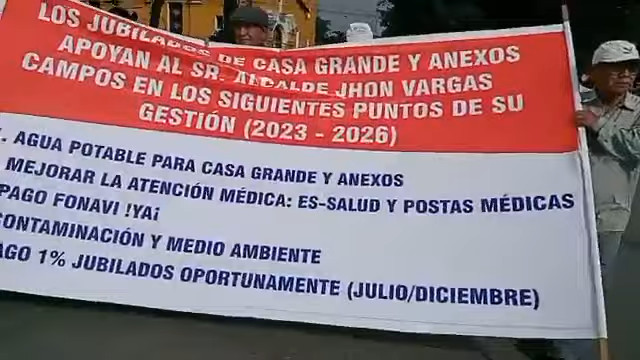 LOS JUBILADOS DE CASA GRANDE Y ANEXOS
APOYAN AL SR. ALCALDE JHON VARGAS
CAMPOS EN LOS SIGUIENTES PUNTOS DE SU
GESTIÓN (2023 - 2026)
. AGUA POTABLE PARA CASA GRANDE Y ANEXOS
MEJORAR LA ATENCIÓN MÉDICA: ES-SALUD Y POSTAS MÉDICAS
PAGO FONAVI !YA¡
CONTAMINACIÓN Y MEDIO AMBIENTE
AGO 1% JUBILADOS OPORTUNAMENTE (JULIO/DICIEMBRE)